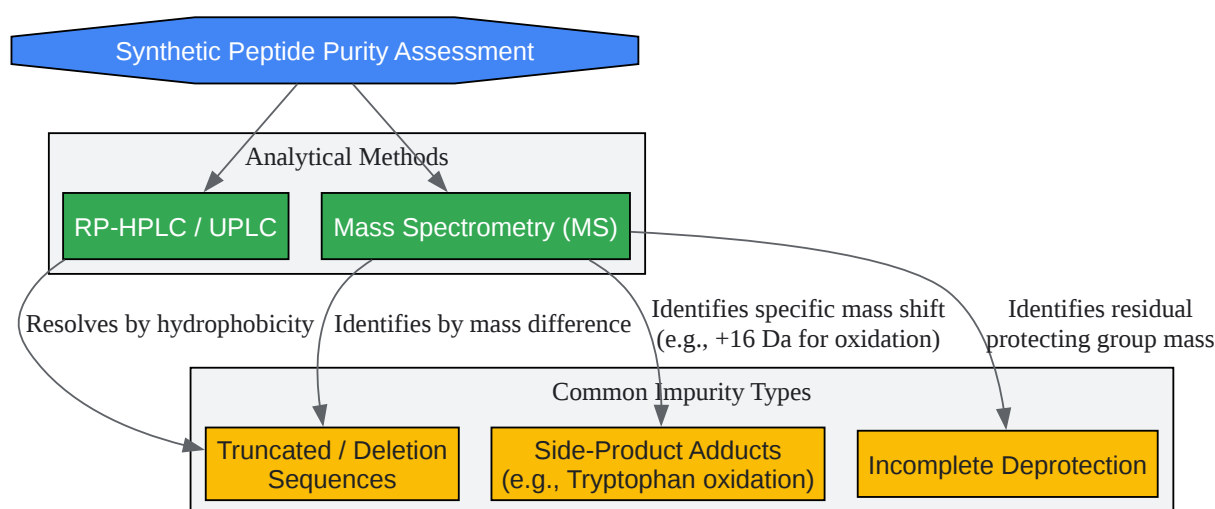 Synthetic Peptide Purity Assessment
Analytical Methods
RP-HPLC / UPLC
Mass Spectrometry (MS)
Resolves by hydrophobicity
Identifies by mass difference
Identifies specific mass shift
(e.g., +16 Da for oxidation)
Identifies residual
protecting group mass
Common Impurity Types
Truncated / Deletion
Sequences
Side-Product Adducts
(e.g., Tryptophan oxidation)
Incomplete Deprotection